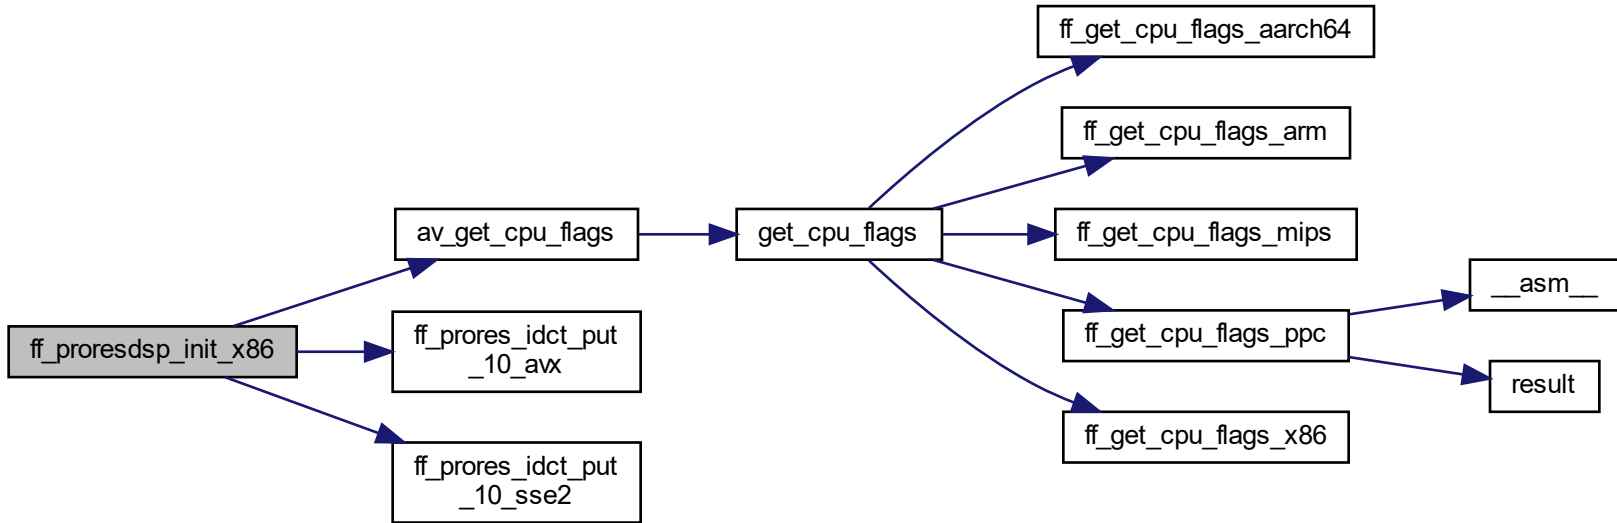 ff_get_cpu_flags_aarch64
ff_get_cpu_flags_arm
av_get_cpu_flags
get_cpu_flags
ff_get_cpu_flags_mips
__asm__
ff_proresdsp_init_x86
ff_prores_idct_put
_10_avx
ff_get_cpu_flags_ppc
result
ff_get_cpu_flags_x86
ff_prores_idct_put
_10_sse2